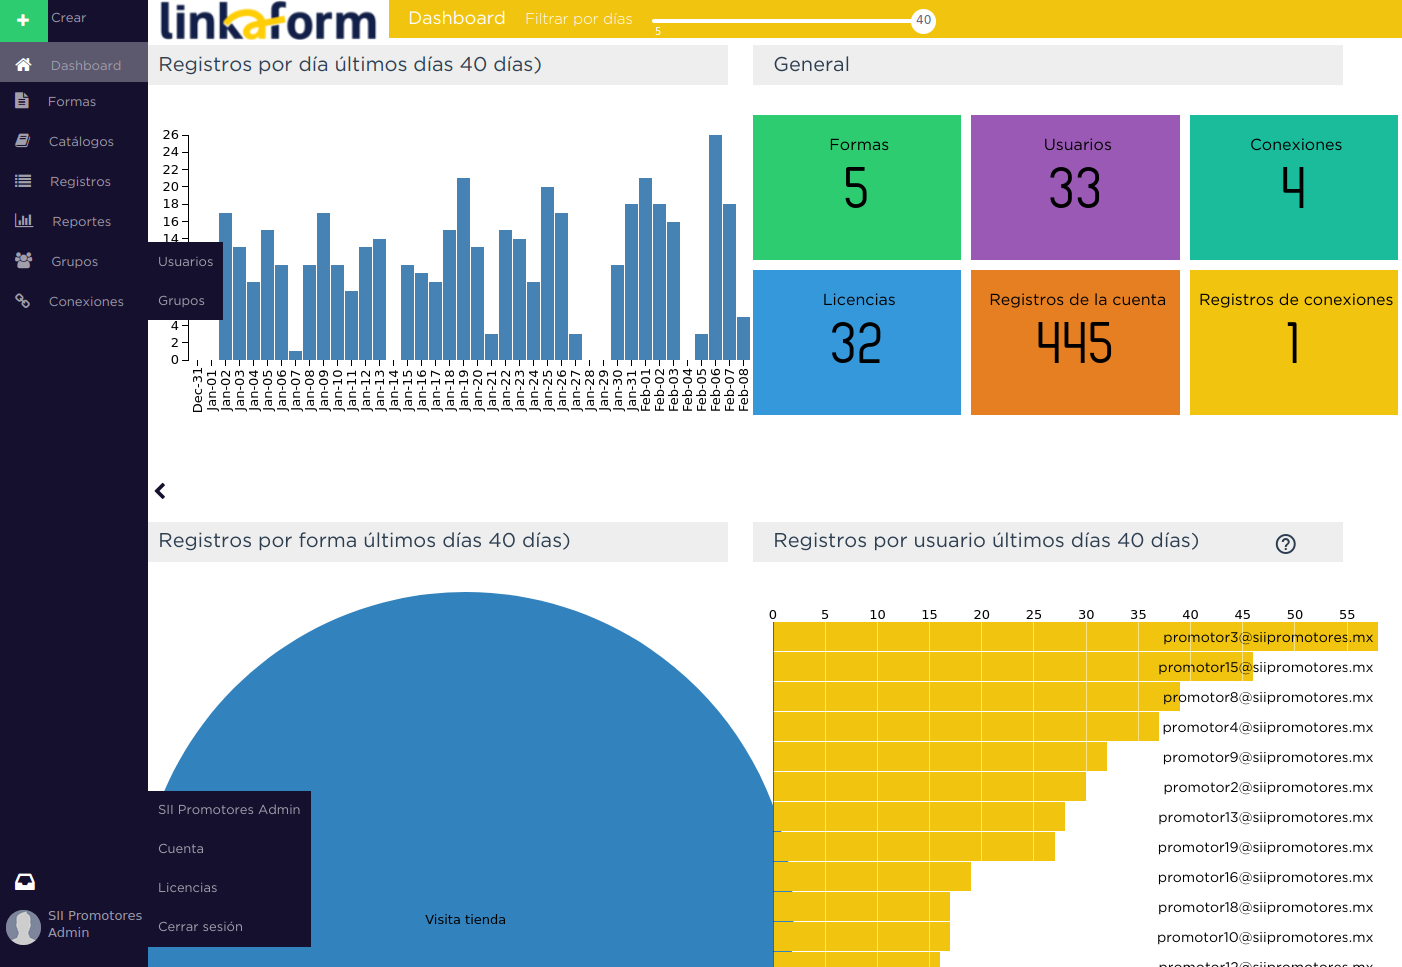 Crear
Dashboard
Formas
Catálogos
Registros
Reportes
Grupos
Conexiones
Usuarios
Grupos
linkaform
Dashboard
Filtrar por días
5
40
Registros por día últimos días 40 días)
26
24
22
20
18
16
14
4
2
0
Dec-31
Jan-01
Jan-02
Jan-03
Jan-04
Jan-05
Jan-06
Jan-07
Jan-08
Jan-09
Jan-10
Jan-11
Jan-12
Jan-13
Jan-14
Jan-15
Jan-16
Jan-17
Jan-18
Jan-19
Jan-20
Jan-21
Jan-22
Jan-23
Jan-24
Jan-25
Jan-26
Jan-27
Jan-28
Jan-29
Jan-30
Jan-31
Feb-01
Feb-02
Feb-03
Feb-04
Feb-05
Feb-06
Feb-07
Feb-08
General
Formas
5
Usuarios
33
Conexiones
4
Licencias
32
Registros de la cuenta
445
Registros de conexiones
1
Registros por forma últimos días 40 días)
Visita tienda
Registros por usuario últimos días 40 días)
0 5 10 15 20 25 30 35 40 45 50 55
promotor3@siipromotores.mx
promotor15@siipromotores.mx
promotor8@siipromotores.mx
promotor4@siipromotores.mx
promotor9@siipromotores.mx
promotor2@siipromotores.mx
promotor13@siipromotores.mx
promotor19@siipromotores.mx
promotor16@siipromotores.mx
promotor18@siipromotores.mx
promotor10@siipromotores.mx
promotor12@siipromotores.mx
SII Promotores Admin
Cuenta
Licencias
Cerrar sesión
SII Promotores
Admin